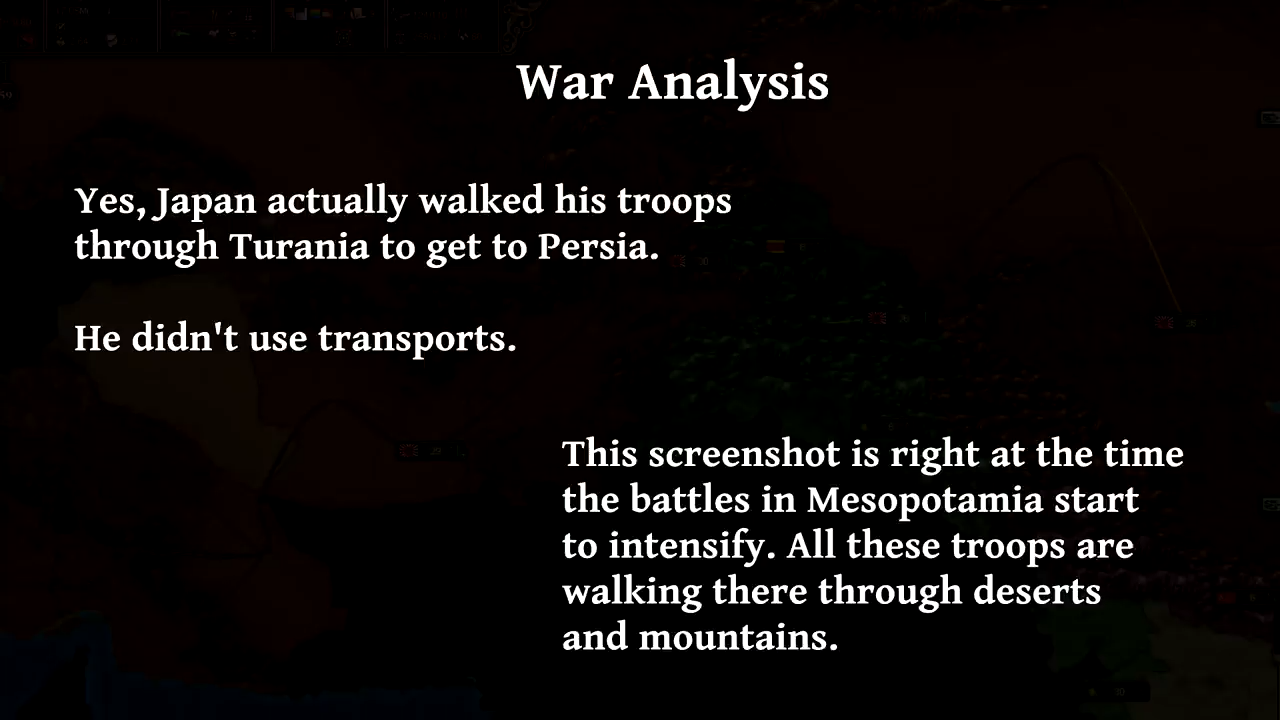 War Analysis
Yes, Japan actually walked his troops
through Turania to get to Persia.
He didn't use transports.
This screenshot is right at the time
the battles in Mesopotamia start
to intensify. All these troops are
walking there through deserts
and mountains.